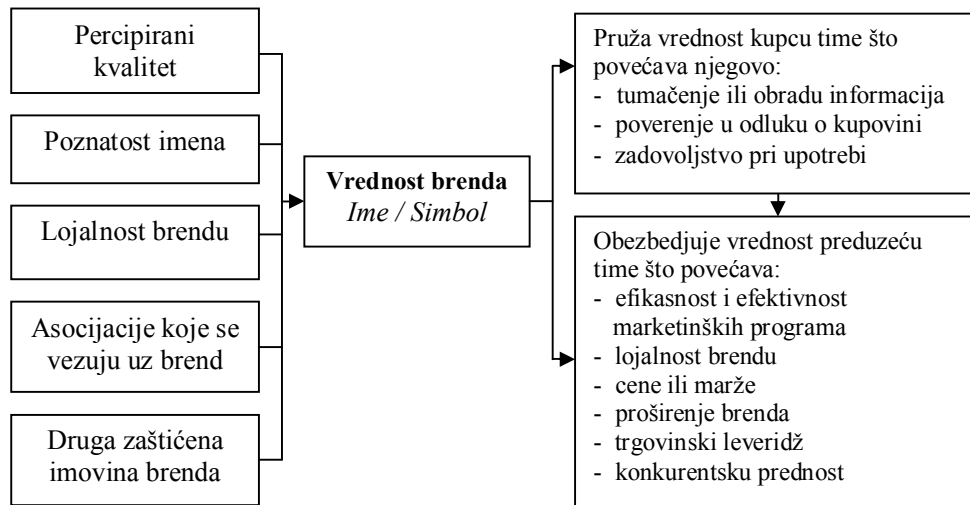 Percipirani
kvalitet
Poznatost imena
Lojalnost brendu
Asocijacije koje se
vezuju uz brend
Druga zaštićena
imovina brenda
Vrednost brenda
Ime / Simbol
Pruža vrednost kupcu time što
povećava njegovo:
- tumačenje ili obradu informacija
- poverenje u odluku o kupovini
- zadovoljstvo pri upotrebi
Obezbedjuje vrednost preduzeću
time što povećava:
- efikasnost i efektivnost
marketinških programa
- lojalnost brendu
- cene ili marže
- proširenje brenda
- trgovinski leveridž
- konkurentsku prednost